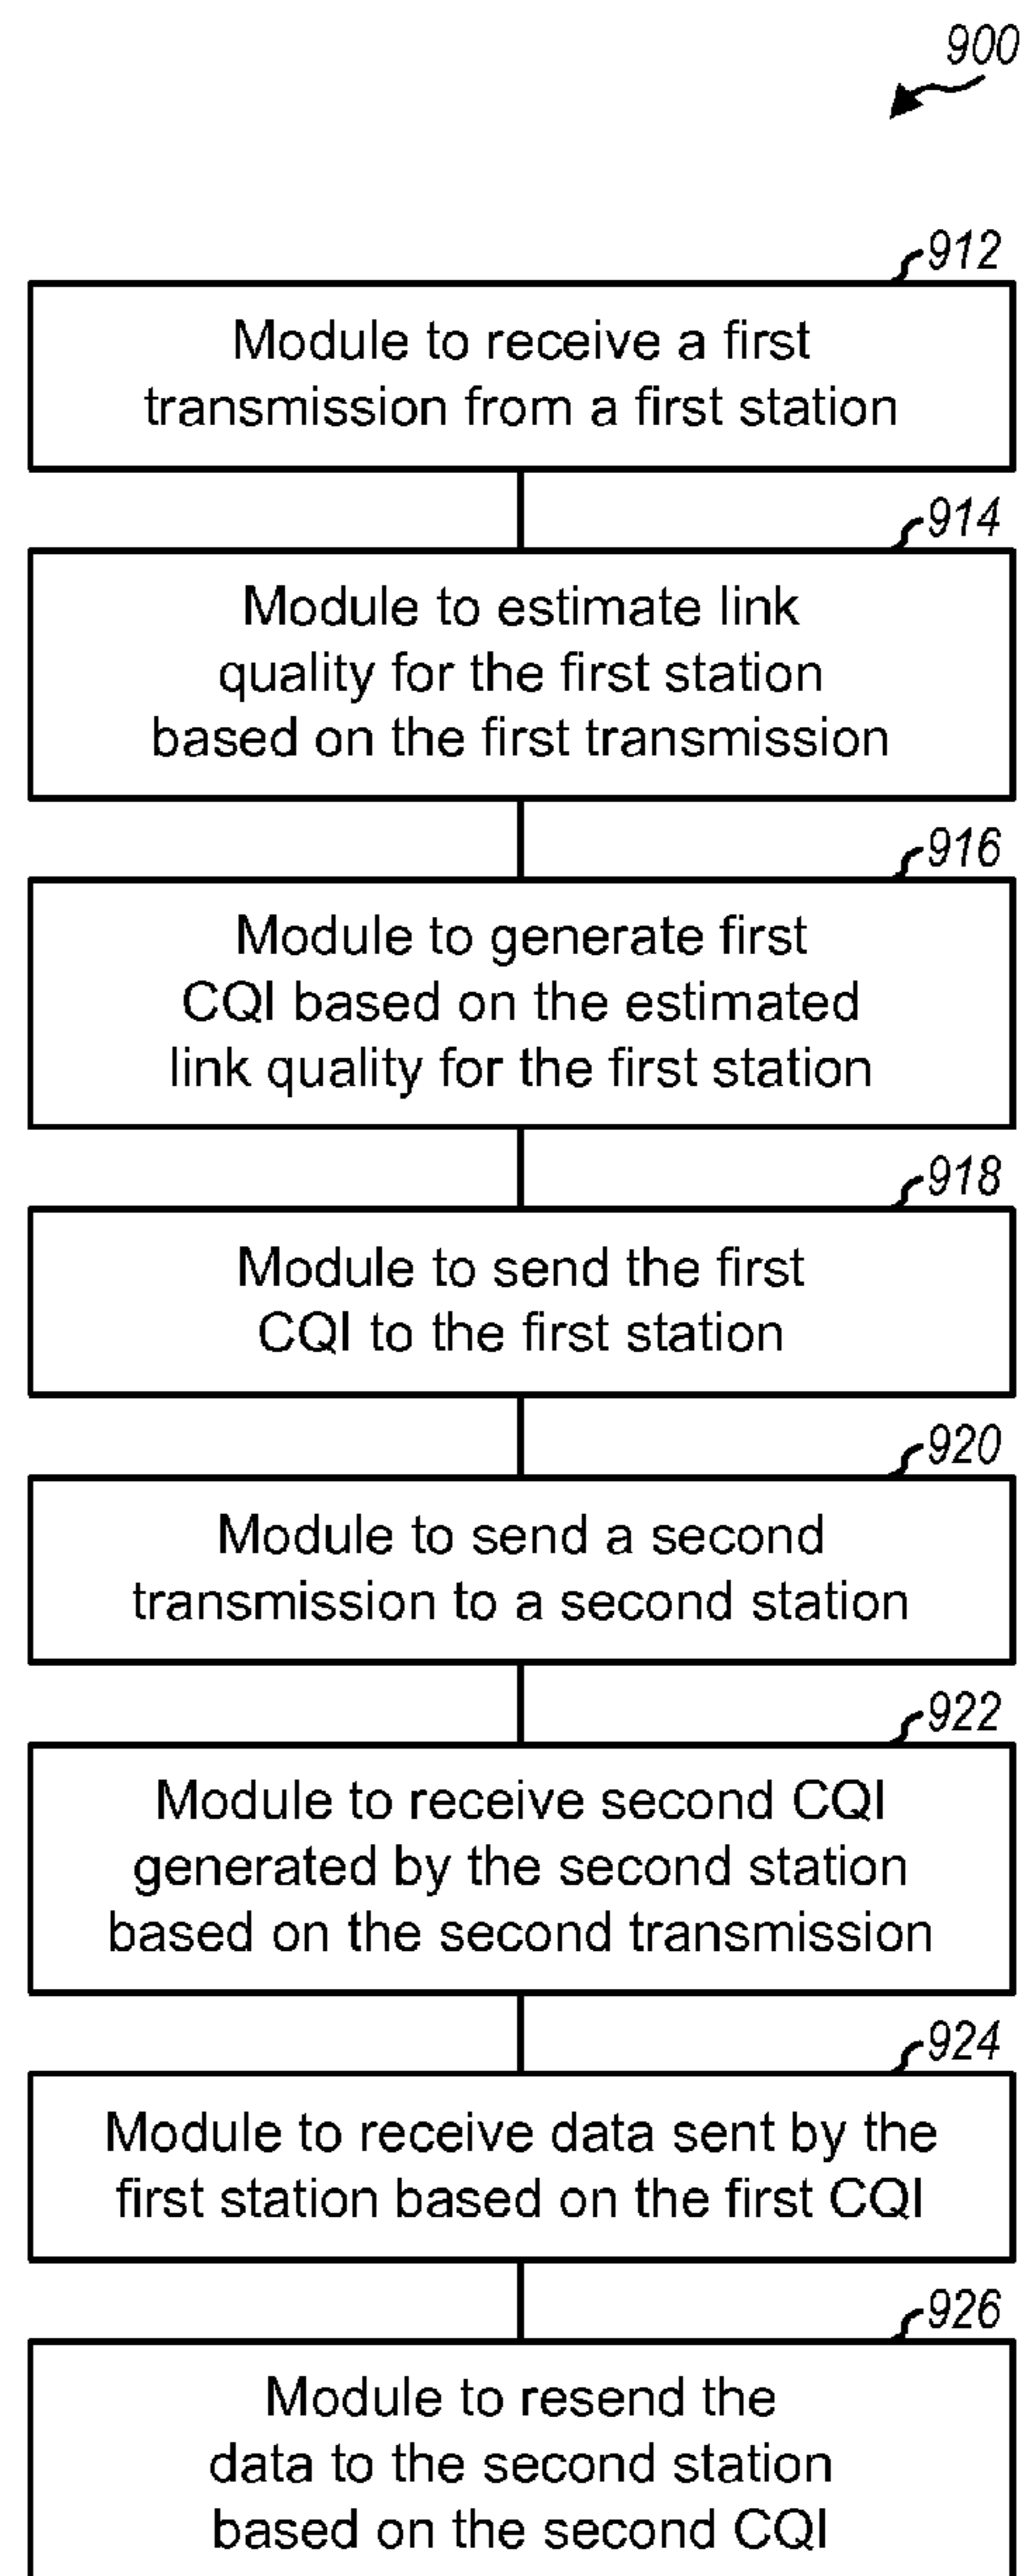 900
912
Module to receive a first
transmission from a first station
914
Module to estimate link
quality for the first station
based on the first transmission
916
Module to generate first
CQI based on the estimated
link quality for the first station
918
Module to send the first
CQI to the first station
920
Module to send a second
transmission to a second station
922
Module to receive second CQI
generated by the second station
based on the second transmission
924
Module to receive data sent by the
first station based on the first CQI
926
Module to resend the
data to the second station
based on the second CQI